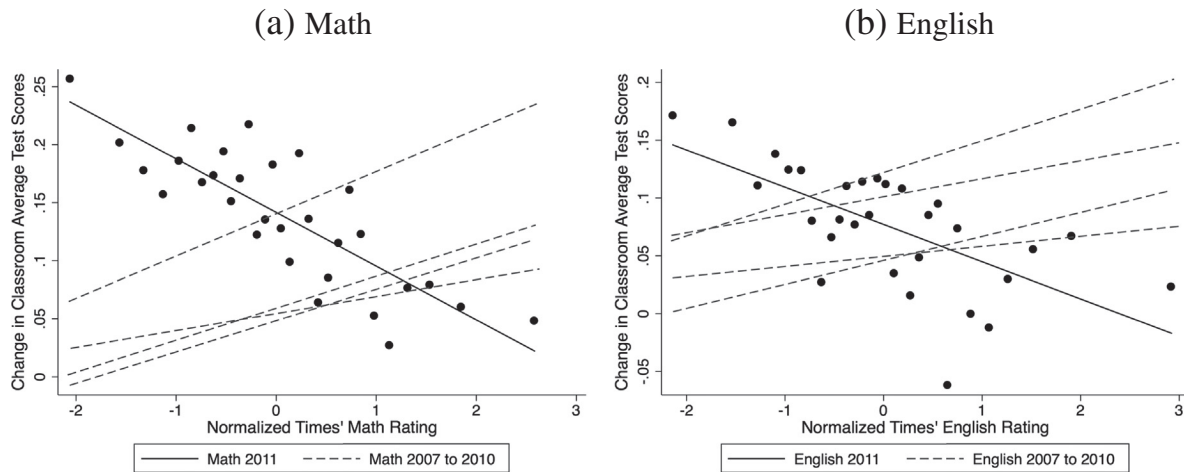 (a) Math
Change in Classroom Average Test Scores
.25
.2
.15
.1
.05
0
-2
-1
0
1
2
3
Normalized Times' Math Rating
Math 2011
Math 2007 to 2010
(b) English
Change in Classroom Average Test Scores
.2
.15
.1
.05
0
-.05
-2
-1
0
1
2
3
Normalized Times' English Rating
English 2011
English 2007 to 2010